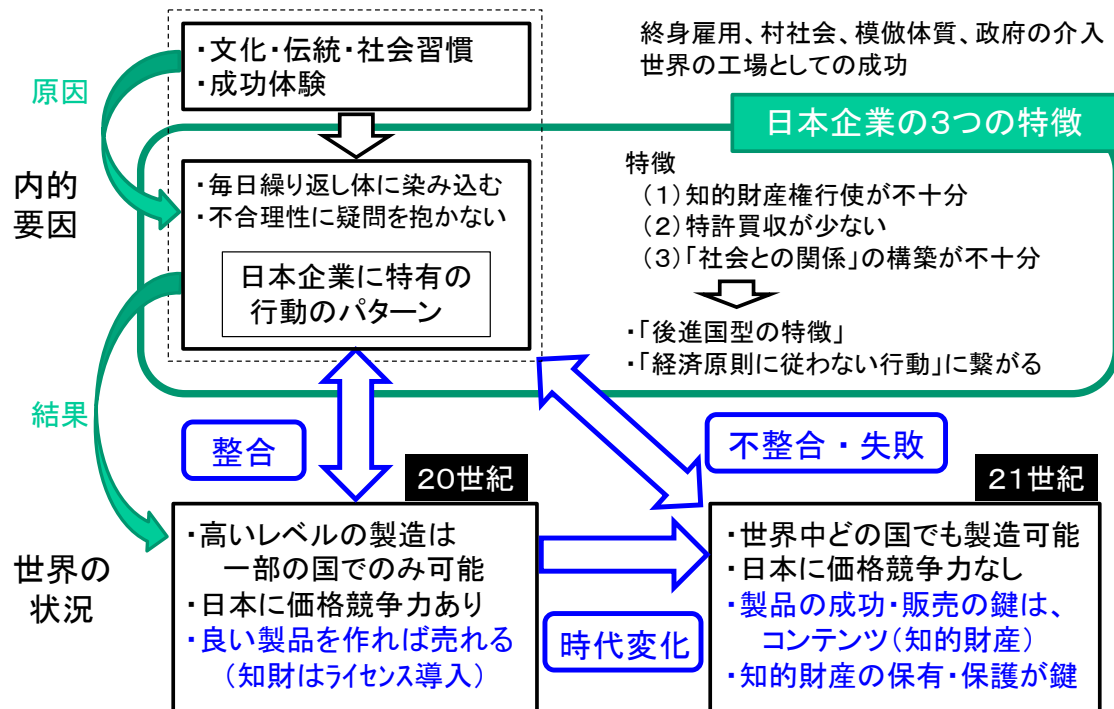 ・文化・伝統・社会習慣
・成功体験
終身雇用、村社会、模倣体質、政府の介入
世界の工場としての成功
原因
日本企業の3つの特徴
内的
要因
・毎日繰り返し体に染み込む
・不合理性に疑問を抱かない
日本企業に特有の
行動のパターン
特徴
(1)知的財産権行使が不十分
(2)特許買収が少ない
(3)「社会との関係」の構築が不十分
・「後進国型の特徴」
・「経済原則に従わない行動」に繋がる
結果
整合
不整合・失敗
20世紀
21世紀
世界の
状況
・高いレベルの製造は
一部の国でのみ可能
・日本に価格競争力あり
・良い製品を作れば売れる
(知財はライセンス導入)
時代変化
・世界中どの国でも製造可能
・日本に価格競争力なし
・製品の成功・販売の鍵は、
コンテンツ(知的財産)
・知的財産の保有・保護が鍵